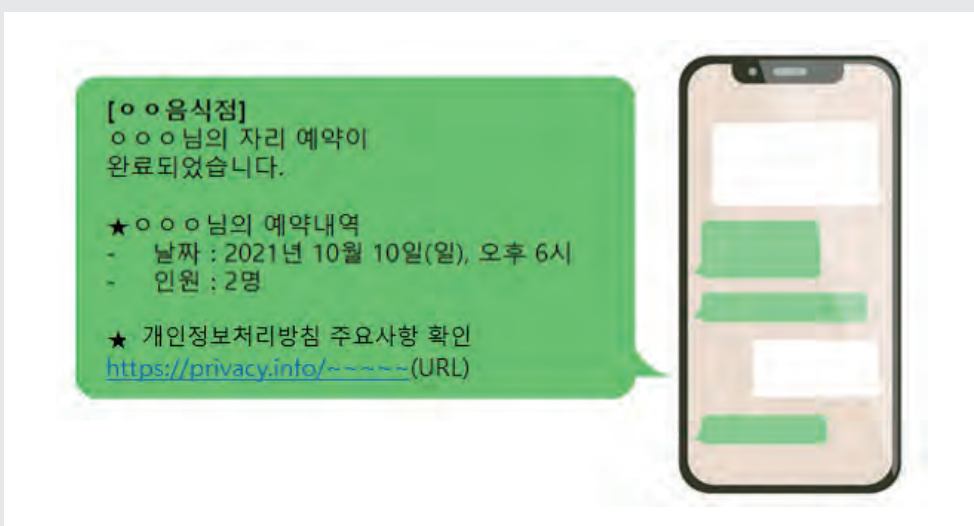 [ㅇㅇ음식점]
ㅇㅇㅇ님의 자리 예약이
완료되었습니다.
★ㅇㅇㅇ님의 예약내역
- 날짜 : 2021년 10월 10일(일), 오후 6시
- 인원 : 2명
★ 개인정보처리방침 주요사항 확인
https://privacy.info/~~~~~(URL)